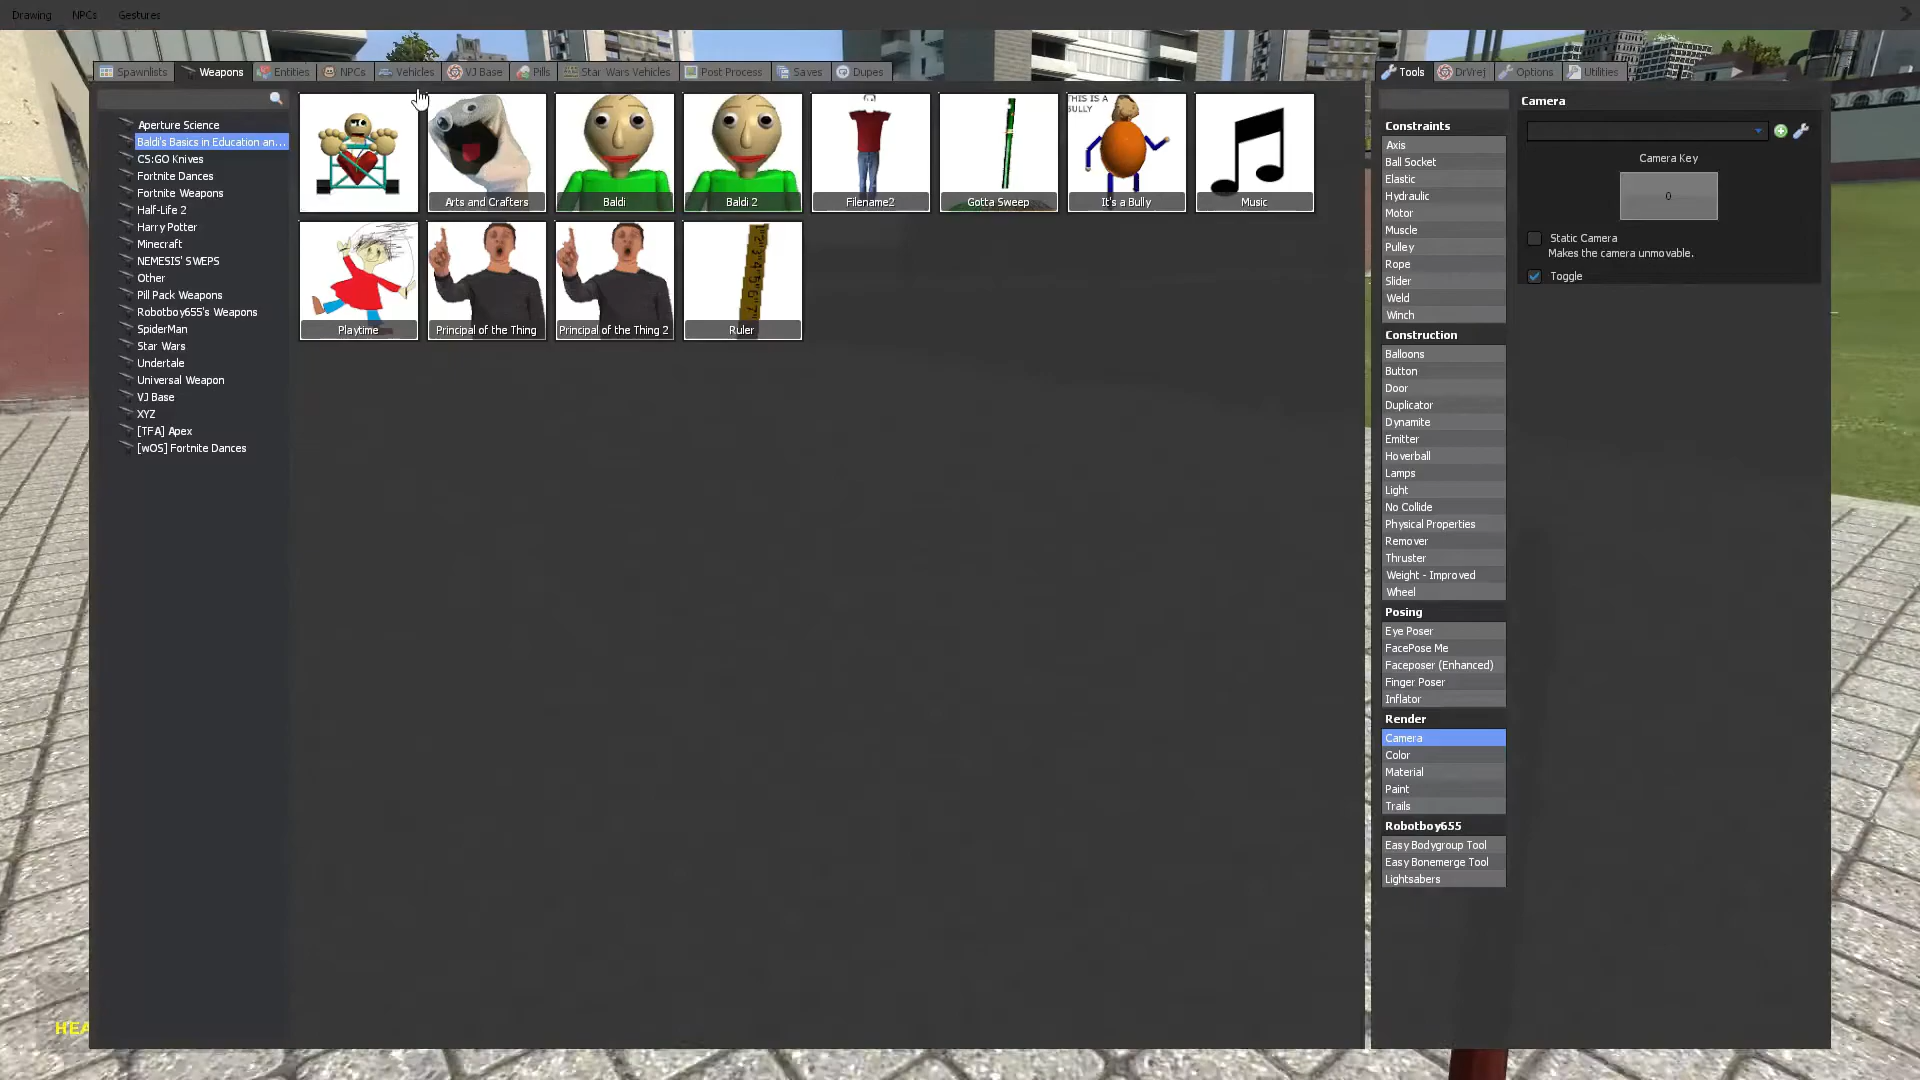 Drawing NPCs Gestures
Spawnlists Weapons Entities NPCs Vehicles VJ Base Pills Star Wars Vehicles Post Process Saves Dupes
Aperture Science
Baldi's Basics in Education an...
CS:GO Knives
Fortnite Dances
Fortnite Weapons
Half-Life 2
Harry Potter
Minecraft
NEMESIS' SWEPS
Other
Pill Pack Weapons
Robotboy655's Weapons
SpiderMan
Star Wars
Undertale
Universal Weapon
VJ Base
XYZ
[TFA] Apex
[wOS] Fortnite Dances
THIS IS A
BULLY
Arts and Crafters
Baldi
Baldi 2
Filename2
Gotta Sweep
It's a Bully
Music
Playtime
Principal of the Thing
Principal of the Thing 2
Ruler
Tools DrVrej Options Utilities
Constraints
Axis
Ball Socket
Elastic
Hydraulic
Motor
Muscle
Pulley
Rope
Slider
Weld
Winch
Construction
Balloons
Button
Door
Duplicator
Dynamite
Emitter
Hoverball
Lamps
Light
No Collide
Physical Properties
Remover
Thruster
Weight - Improved
Wheel
Posing
Eye Poser
FacePose Me
Faceposer (Enhanced)
Finger Poser
Inflator
Render
Camera
Color
Material
Paint
Trails
Robotboy655
Easy Bodygroup Tool
Easy Bonemerge Tool
Lightsabers
Camera
Camera Key
0
Static Camera
Makes the camera unmovable.
Toggle
HEA